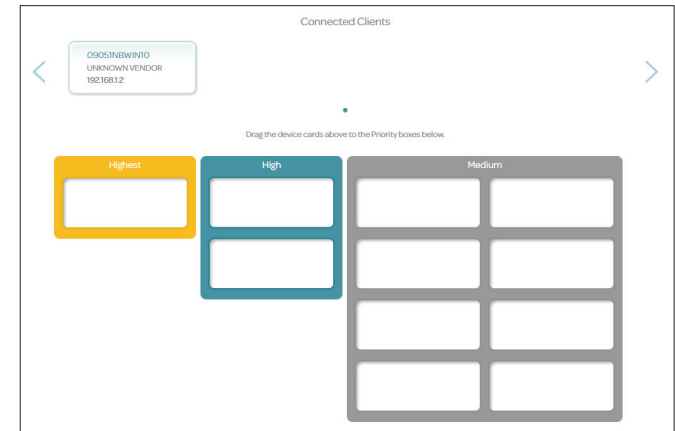 Connected Clients
09051NBWIN10
UNKNOWN VENDOR
192.168.1.2
Drag the device cards above to the Priority boxes below.
Highest
High
Medium